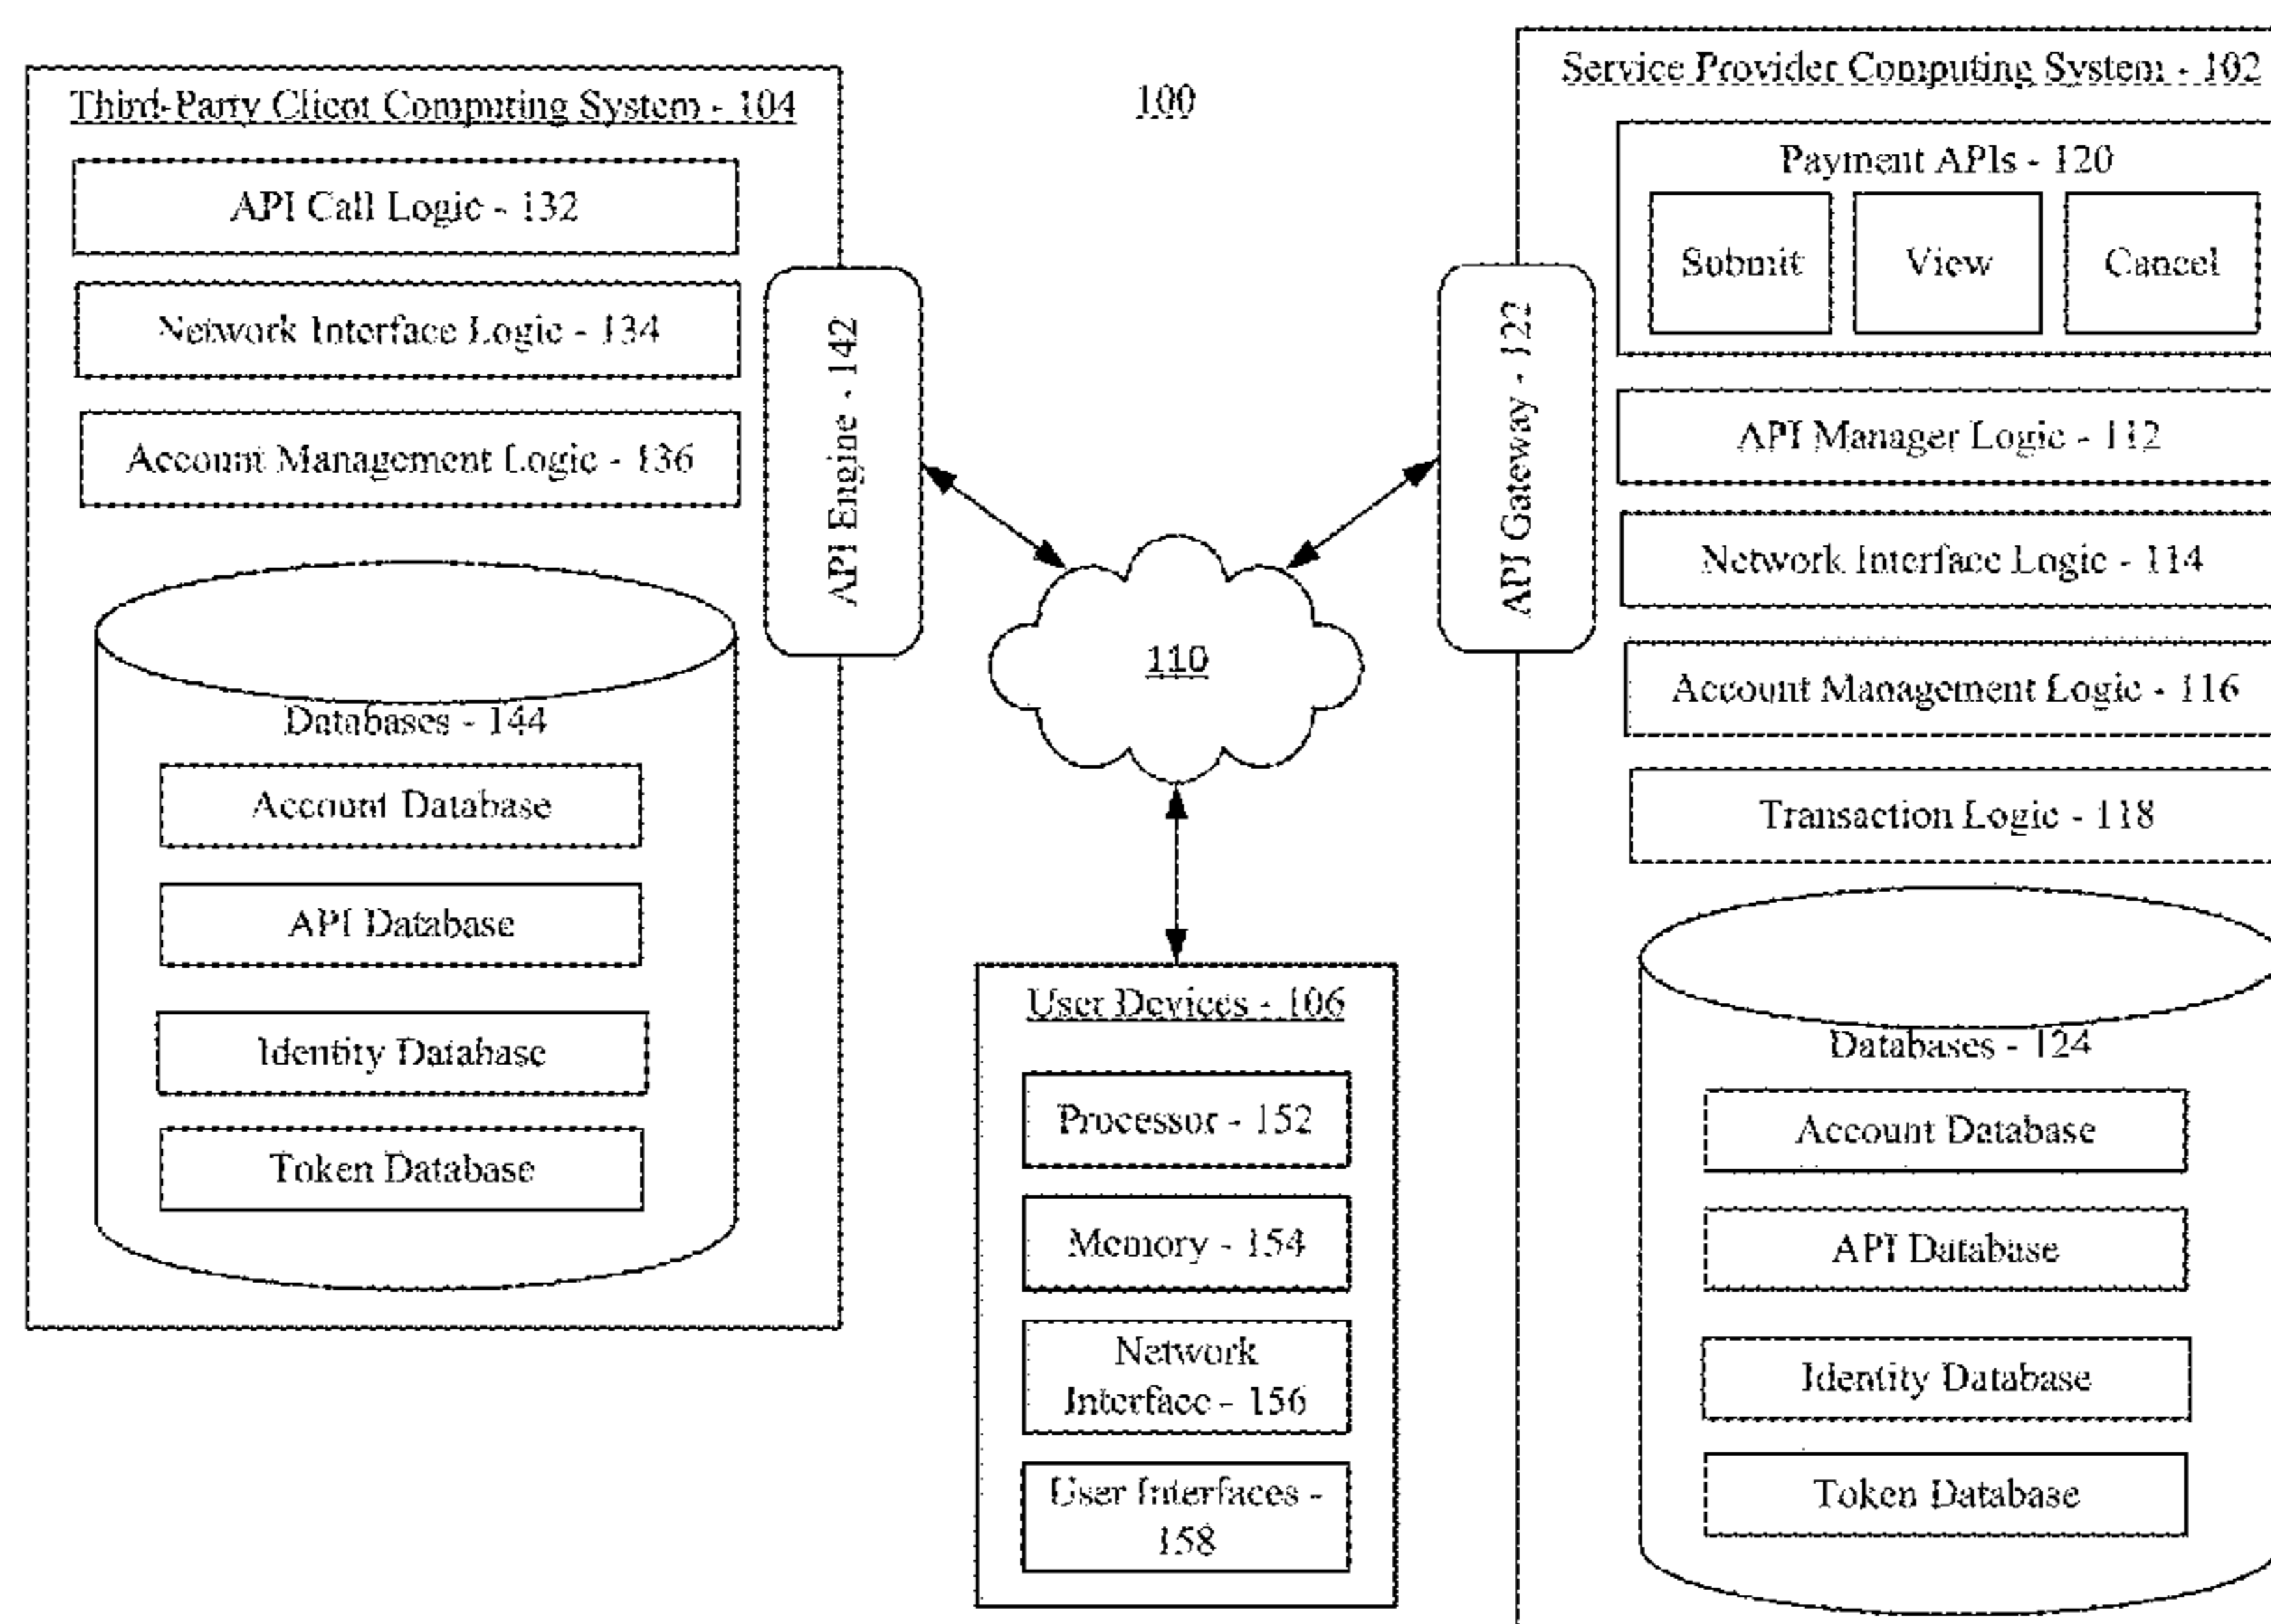 Third-Party Client Computing System - 104
API Call Logic - 132
Network Interface Logic - 134
Account Management Logic - 136
API Engine - 142
Databases - 144
Account Database
API Database
Identity Database
Token Database
100
110
User Devices - 106
Processor - 152
Memory - 154
Network
Interface - 156
User Interfaces -
158
Service Provider Computing System - 102
Payment APIs - 120
Submit
View
Cancel
API Gateway - 122
API Manager Logic - 112
Network Interface Logic - 114
Account Management Logic - 116
Transaction Logic - 118
Databases - 124
Account Database
API Database
Identity Database
Token Database